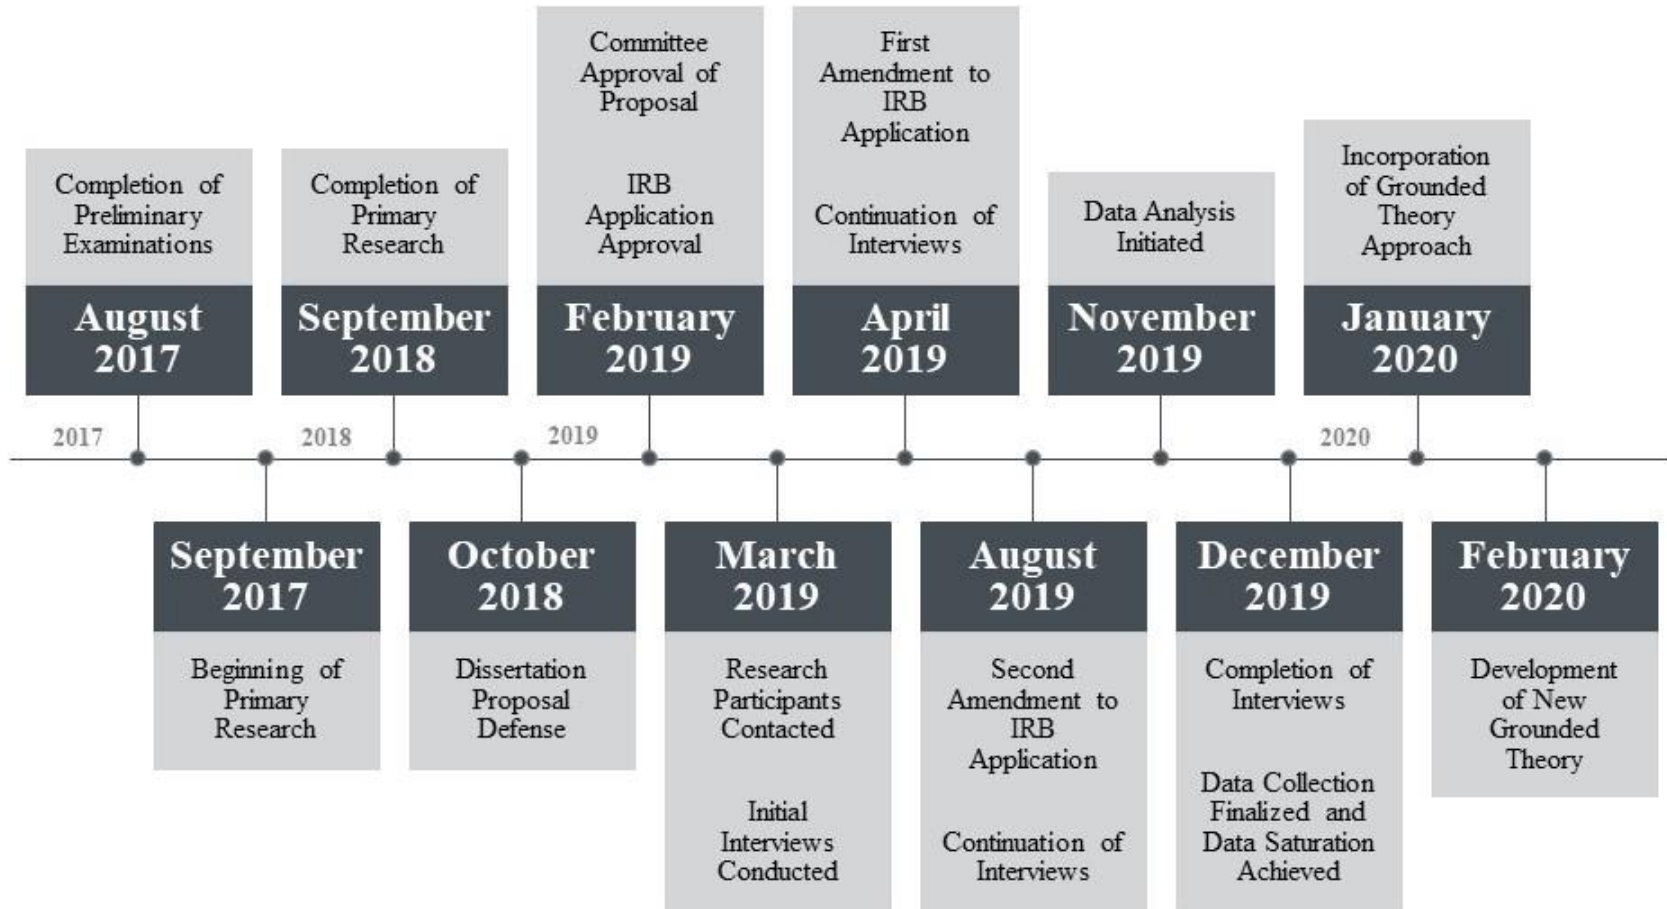 Completion of
Preliminary
Examinations
August
2017
Completion of
Primary
Research
September
2018
Committee
Approval of
Proposal
IRB
Application
Approval
February
2019
First
Amendment to
IRB
Application
Continuation of
Interviews
April
2019
Data Analysis
Initiated
November
2019
Incorporation
of Grounded
Theory
Approach
January
2020
2017
2018
2019
2020
September
2017
Beginning of
Primary
Research
October
2018
Dissertation
Proposal
Defense
March
2019
Research
Participants
Contacted
Initial
Interviews
Conducted
August
2019
Second
Amendment to
IRB
Application
Continuation of
Interviews
December
2019
Completion of
Interviews
Data Collection
Finalized and
Data Saturation
Achieved
February
2020
Development
of New
Grounded
Theory